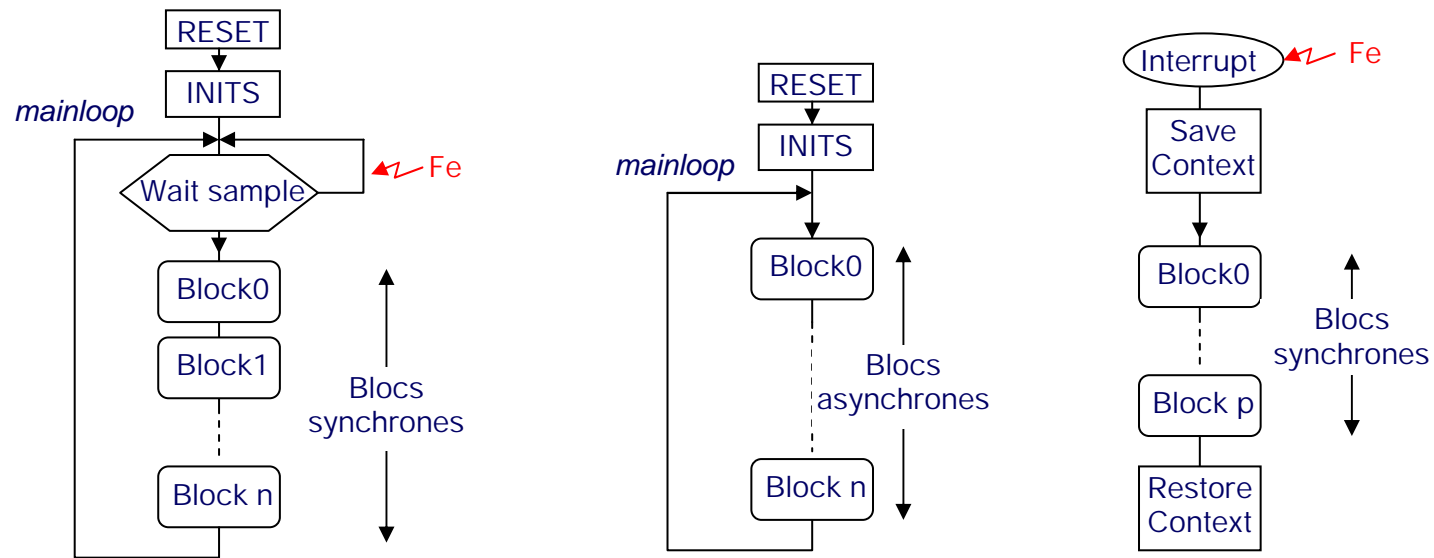 RESET
INITS
mainloop
Wait sample
Fe
Block0
Block1
Blocs
synchrones
Block n
RESET
INITS
mainloop
Block0
Blocs
asynchrones
Block n
Interrupt
Fe
Save
Context
Block0
Blocs
synchrones
Block p
Restore
Context